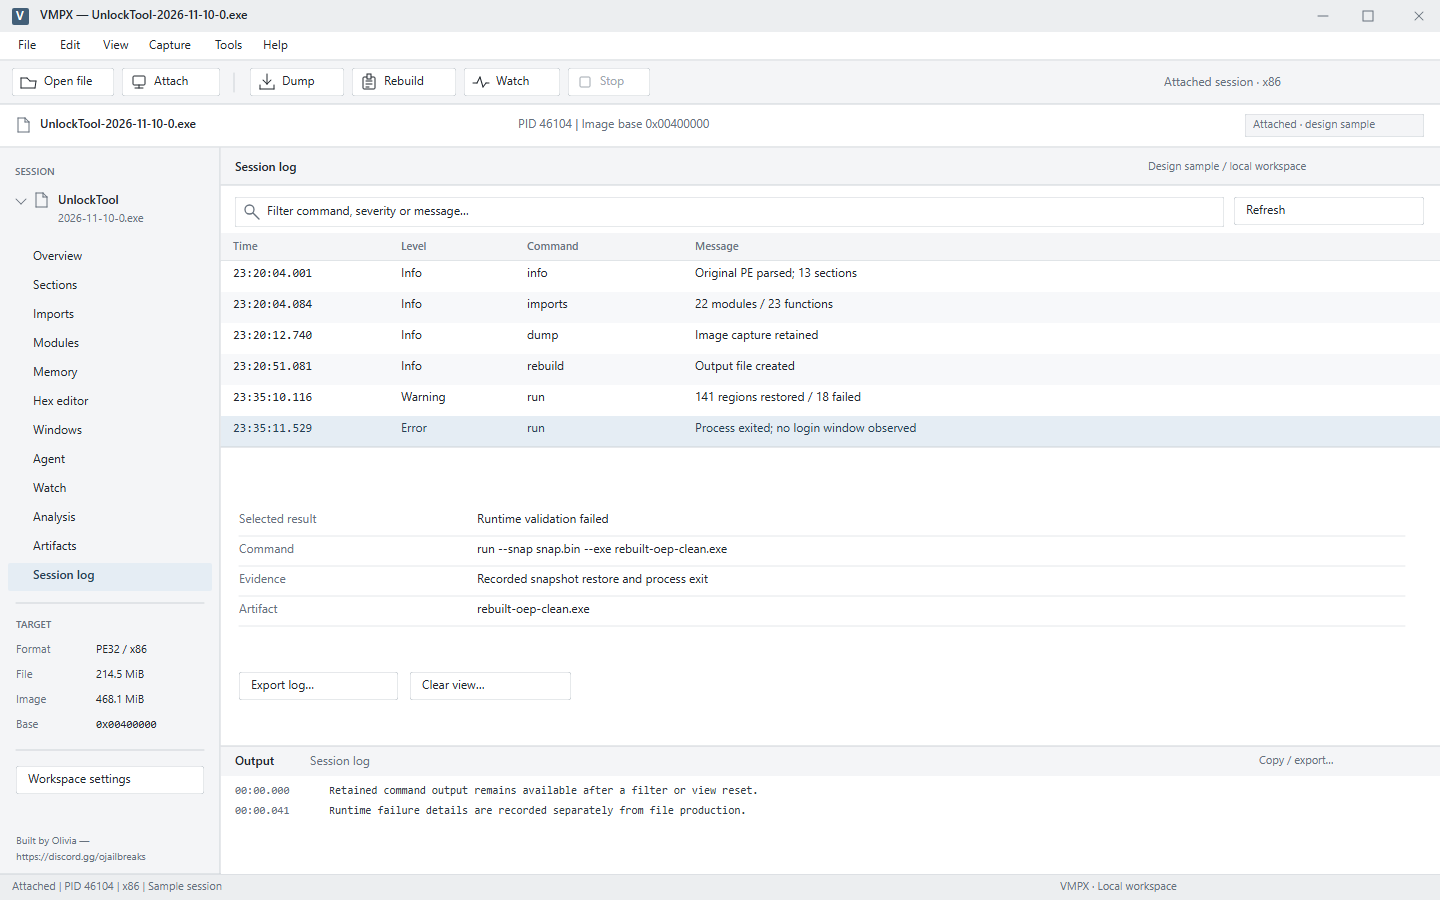 V VMPX — UnlockTool-2026-11-10-0.exe
File Edit View Capture Tools Help
Open file Attach Dump Rebuild Watch Stop Attached session · x86
UnlockTool-2026-11-10-0.exe PID 46104 | Image base 0x00400000 Attached · design sample
SESSION
UnlockTool
2026-11-10-0.exe
Overview
Sections
Imports
Modules
Memory
Hex editor
Windows
Agent
Watch
Analysis
Artifacts
Session log
TARGET
Format PE32 / x86
File 214.5 MiB
Image 468.1 MiB
Base 0x00400000
Workspace settings
Built by Olivia —
https://discord.gg/ojailbreaks
Session log Design sample / local workspace
Filter command, severity or message... Refresh
Time Level Command Message
23:20:04.001 Info info Original PE parsed; 13 sections
23:20:04.084 Info imports 22 modules / 23 functions
23:20:12.740 Info dump Image capture retained
23:20:51.081 Info rebuild Output file created
23:35:10.116 Warning run 141 regions restored / 18 failed
23:35:11.529 Error run Process exited; no login window observed
Selected result Runtime validation failed
Command run --snap snap.bin --exe rebuilt-oep-clean.exe
Evidence Recorded snapshot restore and process exit
Artifact rebuilt-oep-clean.exe
Export log... Clear view...
Output Session log Copy / export...
00:00.000 Retained command output remains available after a filter or view reset.
00:00.041 Runtime failure details are recorded separately from file production.
Attached | PID 46104 | x86 | Sample session VMPX · Local workspace